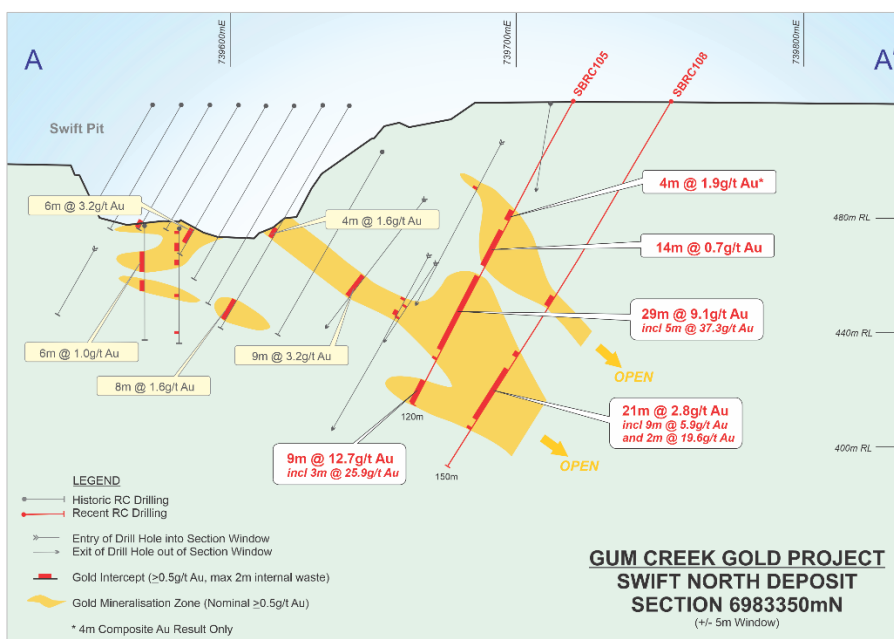 A
739600mE
739700mE
739800mE
A'
SBRC105
SBRC108
Swift Pit
6m @ 3.2g/t Au
4m @ 1.6g/t Au
4m @ 1.9g/t Au*
480m RL
14m @ 0.7g/t Au
29m @ 9.1g/t Au
incl 5m @ 37.3g/t Au
440m RL
6m @ 1.0g/t Au
9m @ 3.2g/t Au
8m @ 1.6g/t Au
OPEN
120m
21m @ 2.8g/t Au
incl 9m @ 5.9g/t Au
and 2m @ 19.6g/t Au
400m RL
9m @ 12.7g/t Au
incl 3m @ 25.9g/t Au
OPEN
150m
LEGEND
Historic RC Drilling
Recent RC Drilling
Entry of Drill Hole into Section Window
Exit of Drill Hole out of Section Window
Gold Intercept (≥0.5g/t Au, max 2m internal waste)
Gold Mineralisation Zone (Nominal ≥0.5g/t Au)
* 4m Composite Au Result Only
GUM CREEK GOLD PROJECT
SWIFT NORTH DEPOSIT
SECTION 6983350mN
(+/- 5m Window)